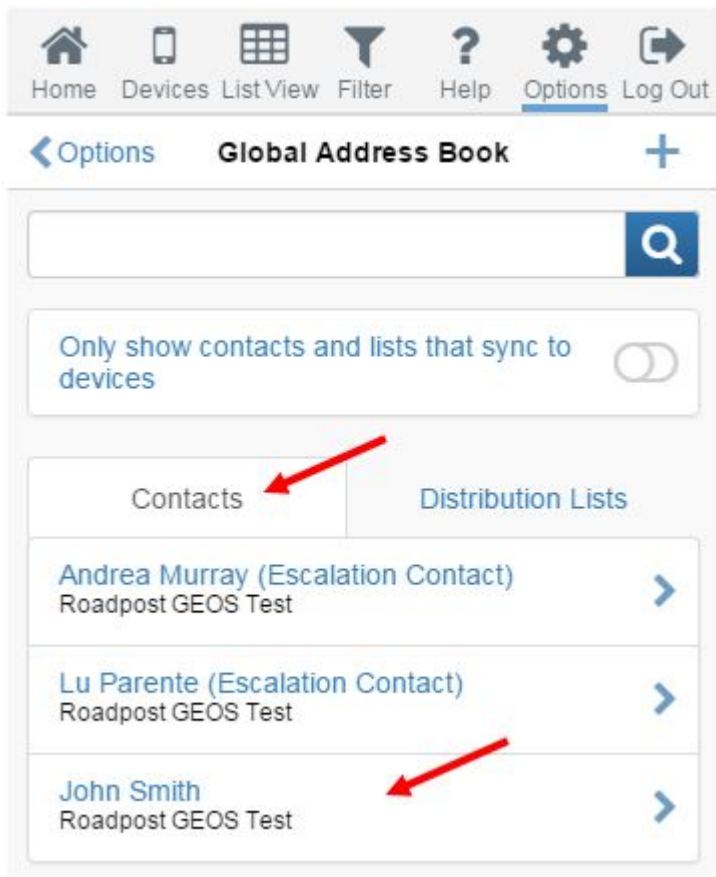 Home Devices List View Filter Help Options Log Out
Options Global Address Book
Only show contacts and lists that sync to
devices
Contacts Distribution Lists
Andrea Murray (Escalation Contact)
Roadpost GEOS Test
Lu Parente (Escalation Contact)
Roadpost GEOS Test
John Smith
Roadpost GEOS Test